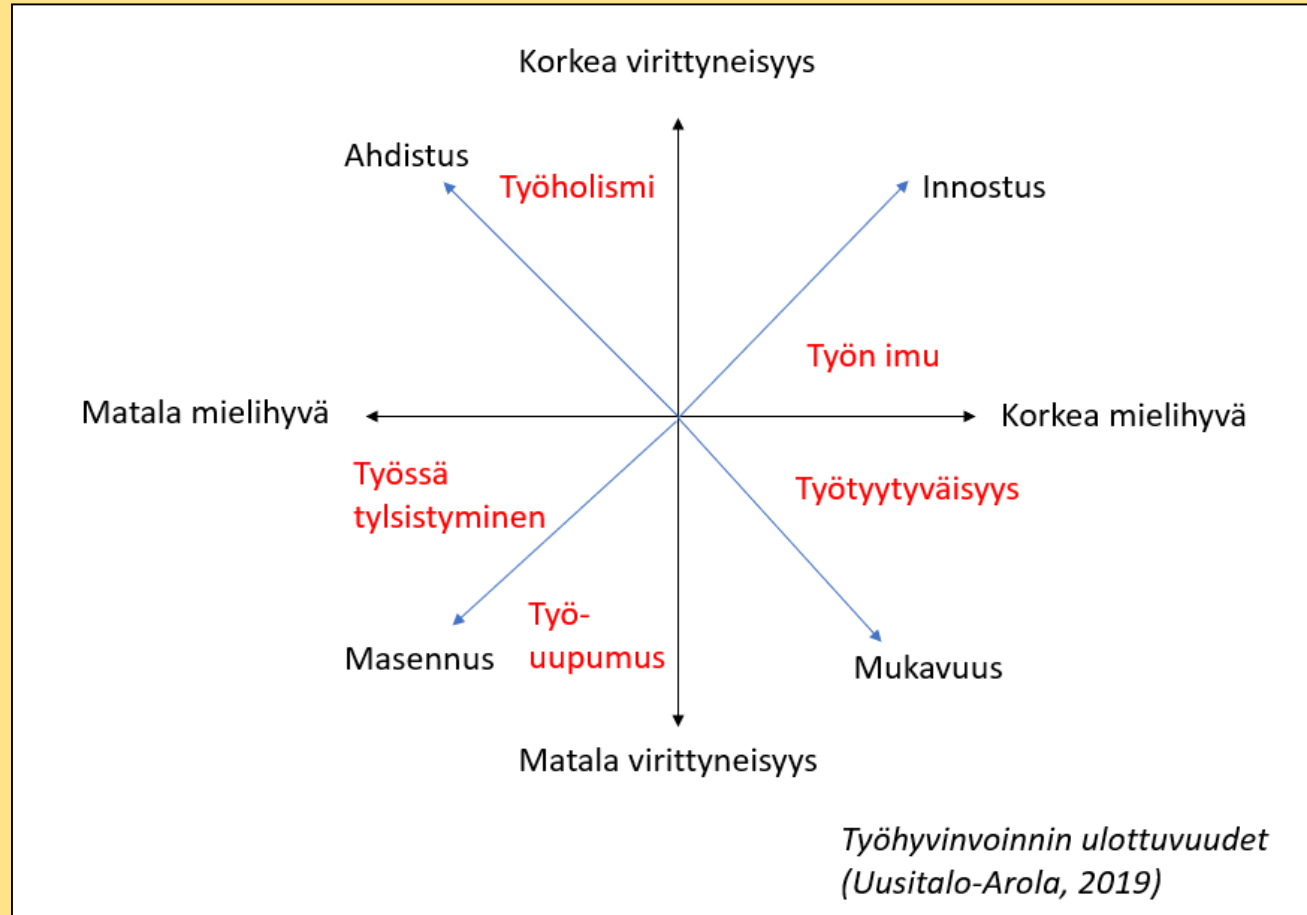 Korkea virittyneisyys
Ahdistus
Työholismi
Innostus
Työn imu
Matala mielihyvä
Korkea mielihyvä
Työssä
tylsistyminen
Työtyytyväisyys
Työ-
uupumus
Masennus
Mukavuus
Matala virittyneisyys
Työhyvinvoinnin ulottuvuudet
(Uusitalo-Arola, 2019)